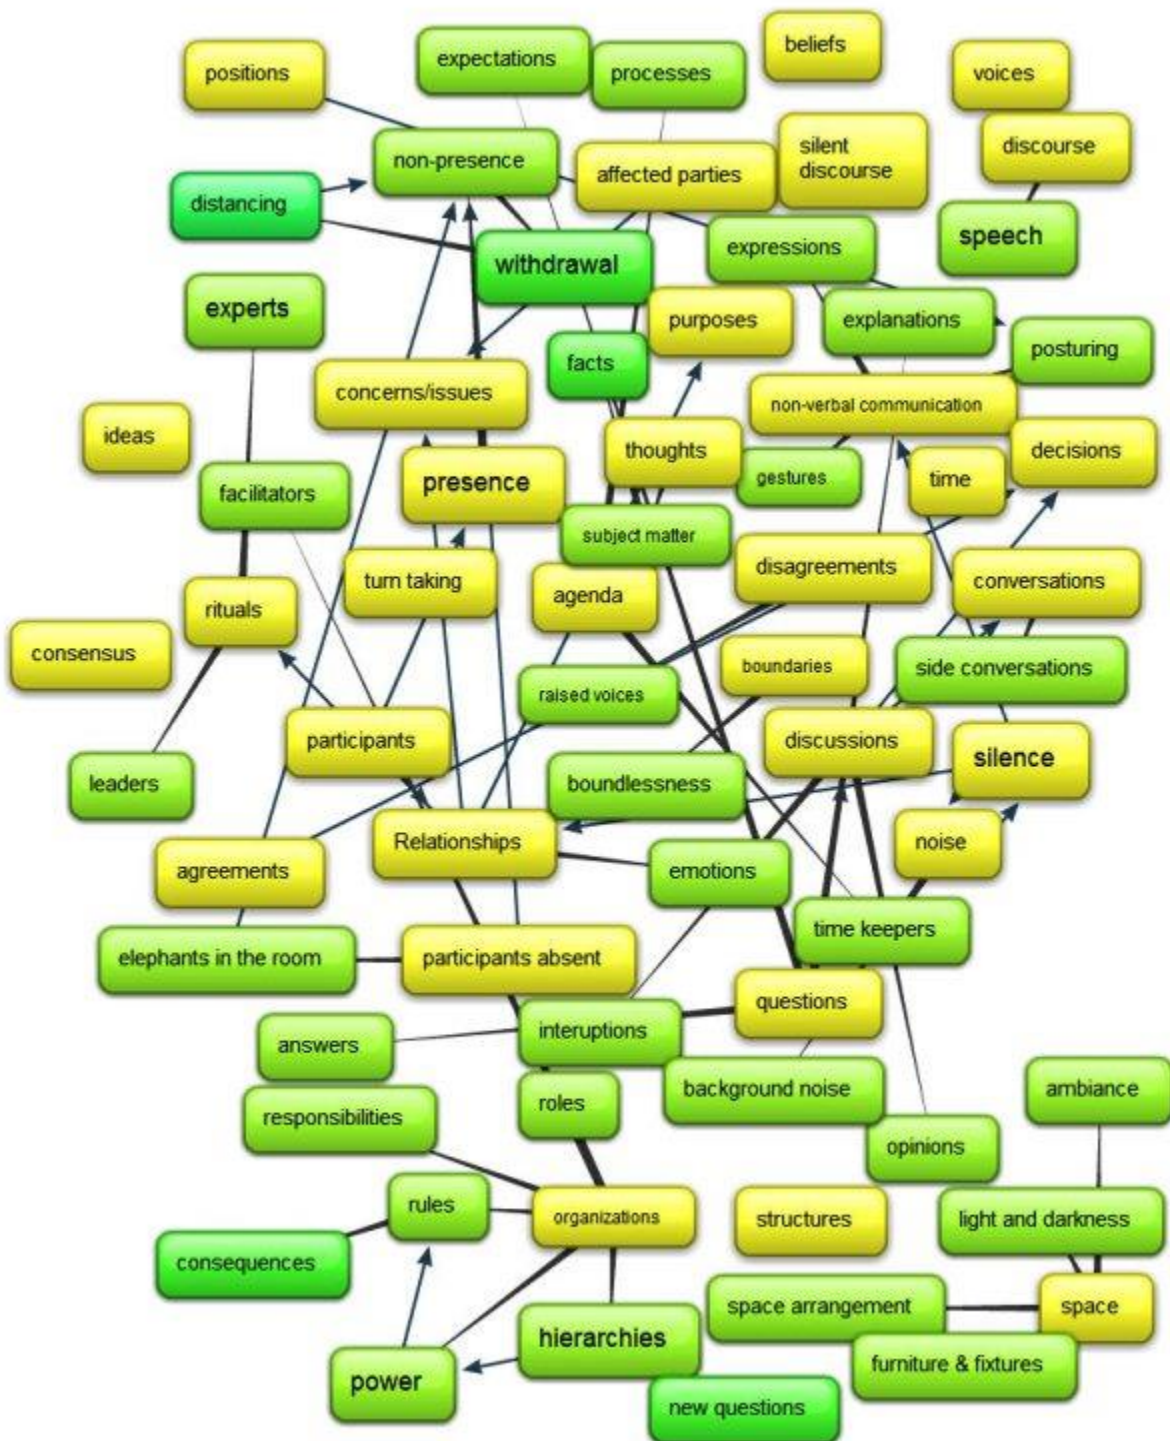 expectations
beliefs
positions
processes
voices
non-presence
affected parties
silent
discourse
discourse
distancing
expressions
speech
withdrawal
experts
purposes
explanations
posturing
facts
concerns/issues
non-verbal communication
ideas
thoughts
decisions
presence
facilitators
gestures
time
subject matter
turn taking
agenda
disagreements
conversations
rituals
consensus
boundaries
side conversations
raised voices
participants
discussions
silence
leaders
boundlessness
Relationships
noise
agreements
emotions
time keepers
elephants in the room
participants absent
questions
interuptions
answers
background noise
ambiance
responsibilities
roles
opinions
rules
organizations
structures
light and darkness
consequences
space arrangement
space
hierarchies
furniture & fixtures
power
new questions